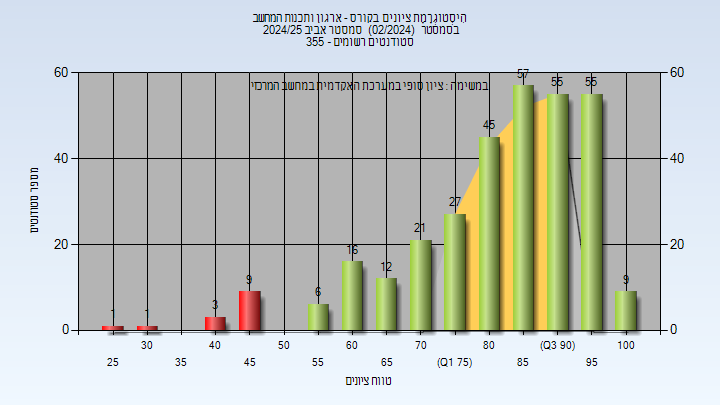 היסטוגרמת ציונים בקורס - ארגון ותכנות המחשב
בסמסטר (02/2024) סמסטר אביב 2024/25
סטודנטים רשומים - 355
במשימה : ציון סופי במערכת האקדמית במחשב המרכזי
מספר סטודנטים
60 60
40 40
20 20
0 0
1 1 3 9 6 16 12 21 27 45 57 55 55 9
30 40 50 60 70 80 (Q3 90) 100
25 35 45 55 65 (Q1 75) 85 95
טווח ציונים